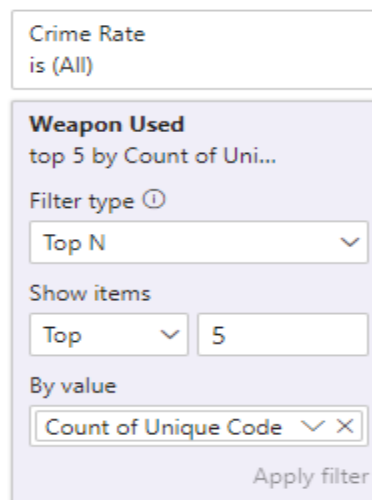 Crime Rate
is (All)
Weapon Used
top 5 by Count of Uni...
Filter type
Top N
Show items
Top 5
By value
Count of Unique Code
Apply filter